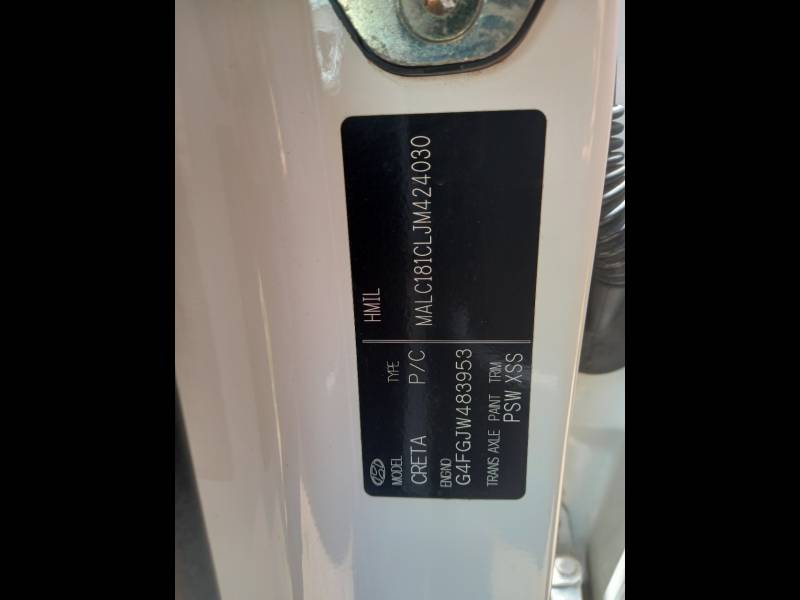 HMIL
MODEL TYPE
CRETA P/C MALC181CLJM424030
ENGNO
G4FGJW483953
TRANS AXLE PAINT TRIM
PSW XSS